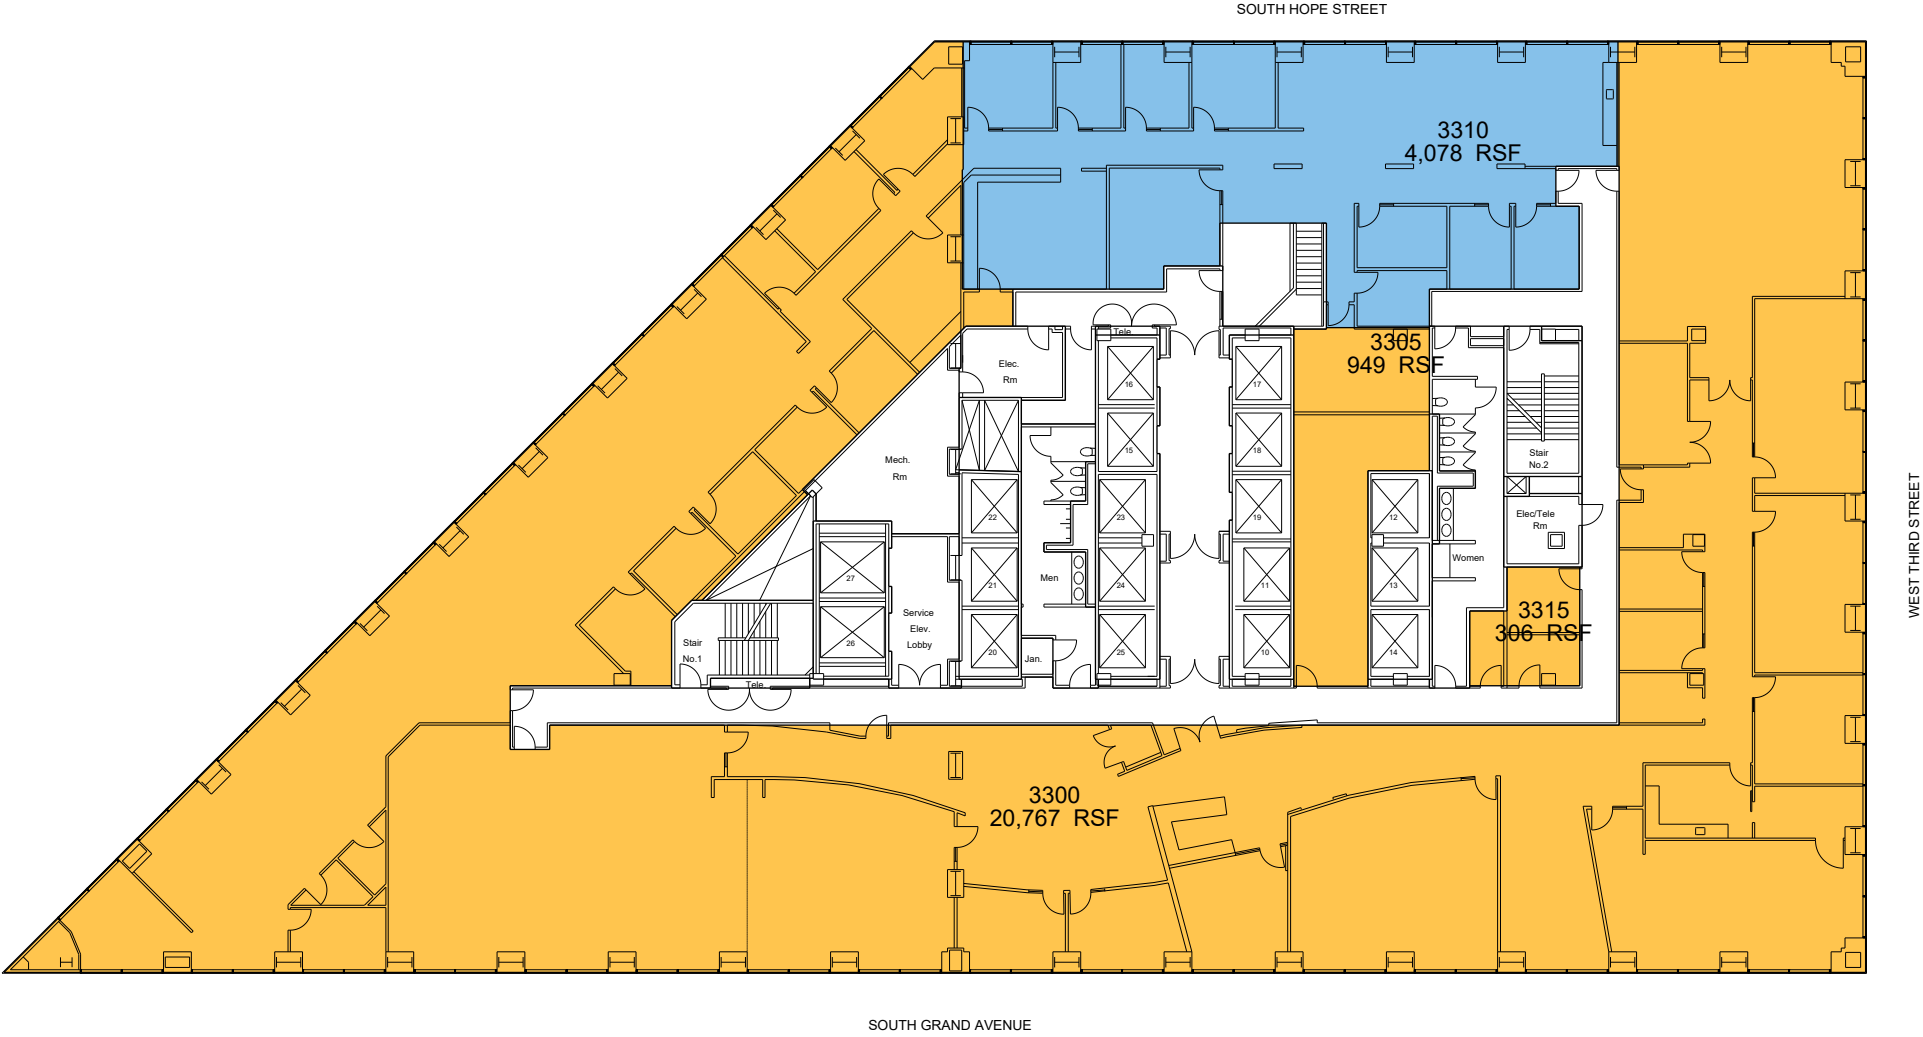 SOUTH HOPE STREET
3310
4,078 RSF
3305
949 RSF
Tele
Elec.
Rm
16
17
15
18
Mech.
Rm
Stair
No.2
22
23
19
12
Elec/Tele
Rm
WEST THIRD STREET
Women
27
21
Men
24
11
13
Service
Elev.
Lobby
3315
306 RSF
Stair
No.1
26
20
Jan.
25
10
14
Tele
3300
20,767 RSF
SOUTH GRAND AVENUE